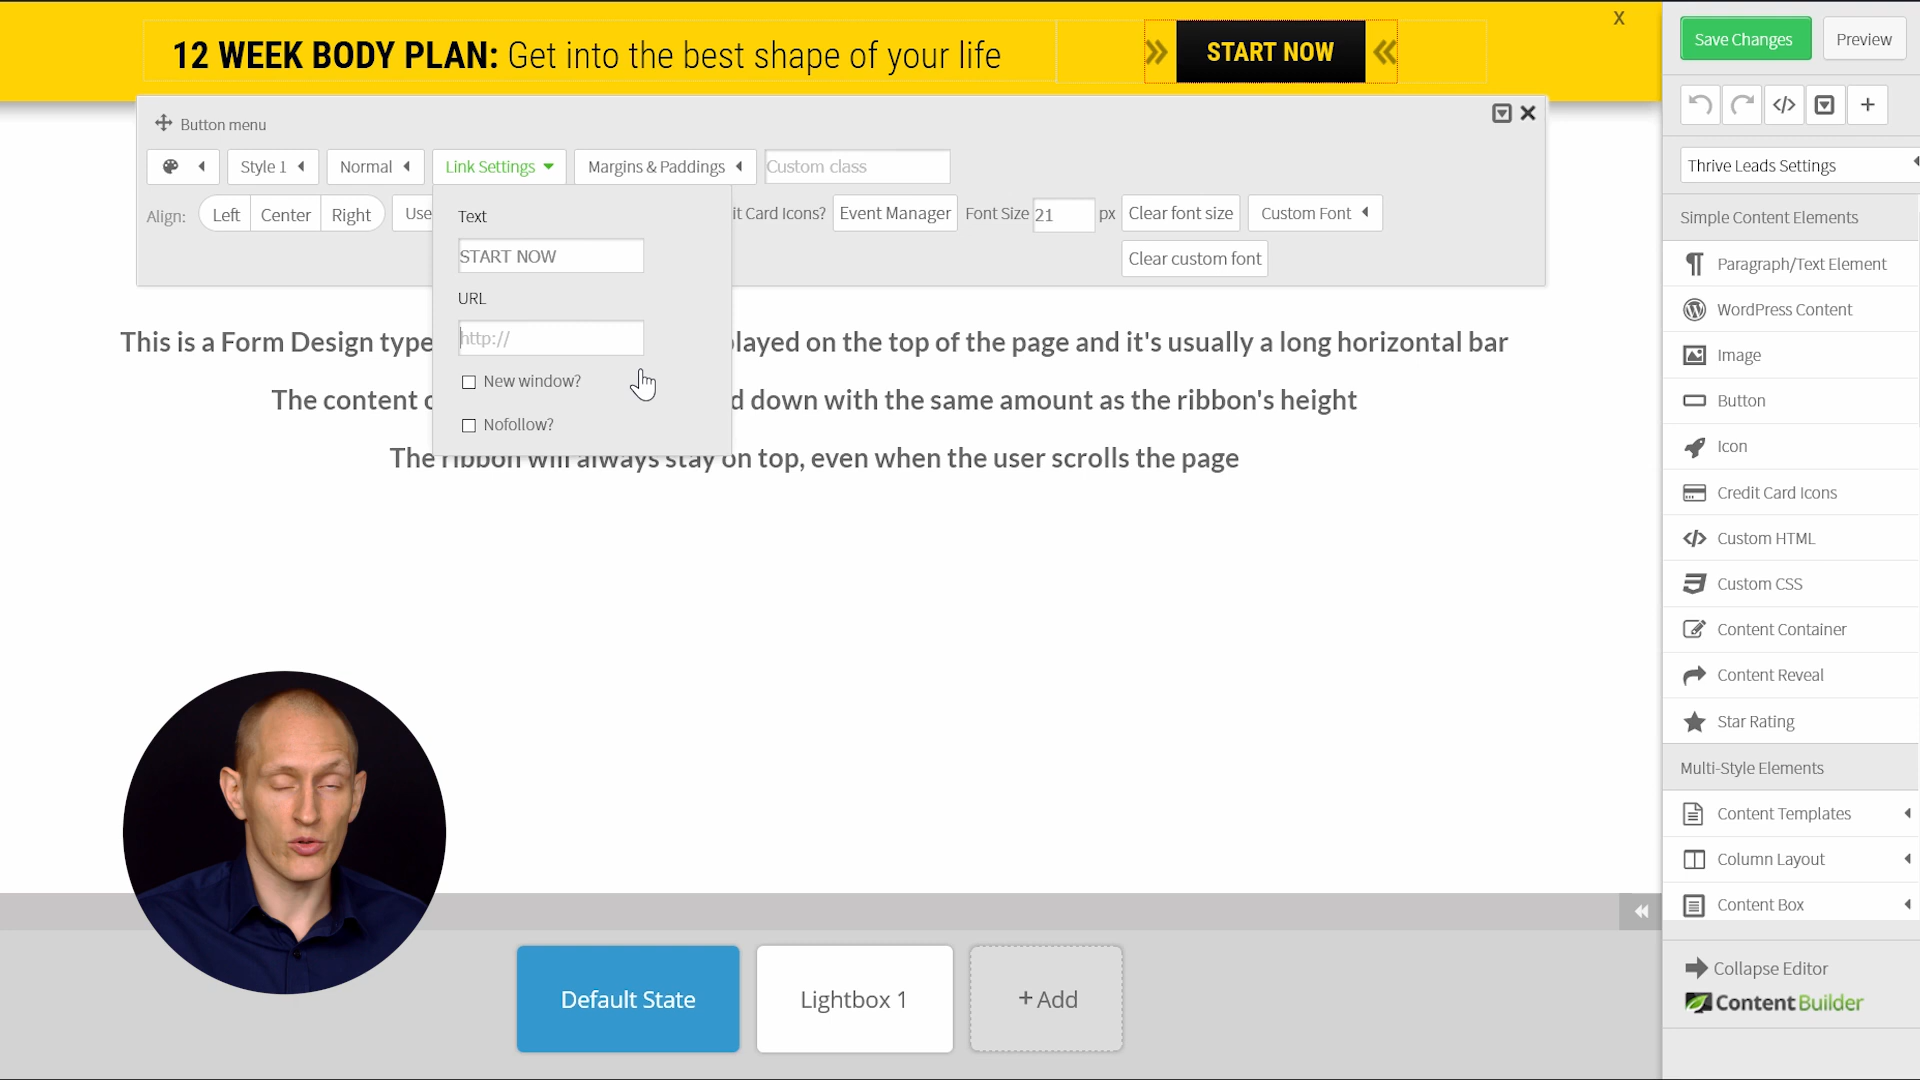 12 WEEK BODY PLAN: Get into the best shape of your life
START NOW
X
Save Changes
Preview
Button menu
Style 1
Normal
Link Settings
Margins & Paddings
Custom class
Thrive Leads Settings
Align:
Left
Center
Right
Use
it Card Icons?
Event Manager
Font Size
21
px
Clear font size
Custom Font
Clear custom font
Text
START NOW
URL
http://
New window?
Nofollow?
This is a Form Design type layed on the top of the page and it's usually a long horizontal bar
The content d down with the same amount as the ribbon's height
The ribbon will always stay on top, even when the user scrolls the page
Simple Content Elements
Paragraph/Text Element
WordPress Content
Image
Button
Icon
Credit Card Icons
Custom HTML
Custom CSS
Content Container
Content Reveal
Star Rating
Multi-Style Elements
Content Templates
Column Layout
Content Box
Collapse Editor
Content Builder
Default State
Lightbox 1
+ Add